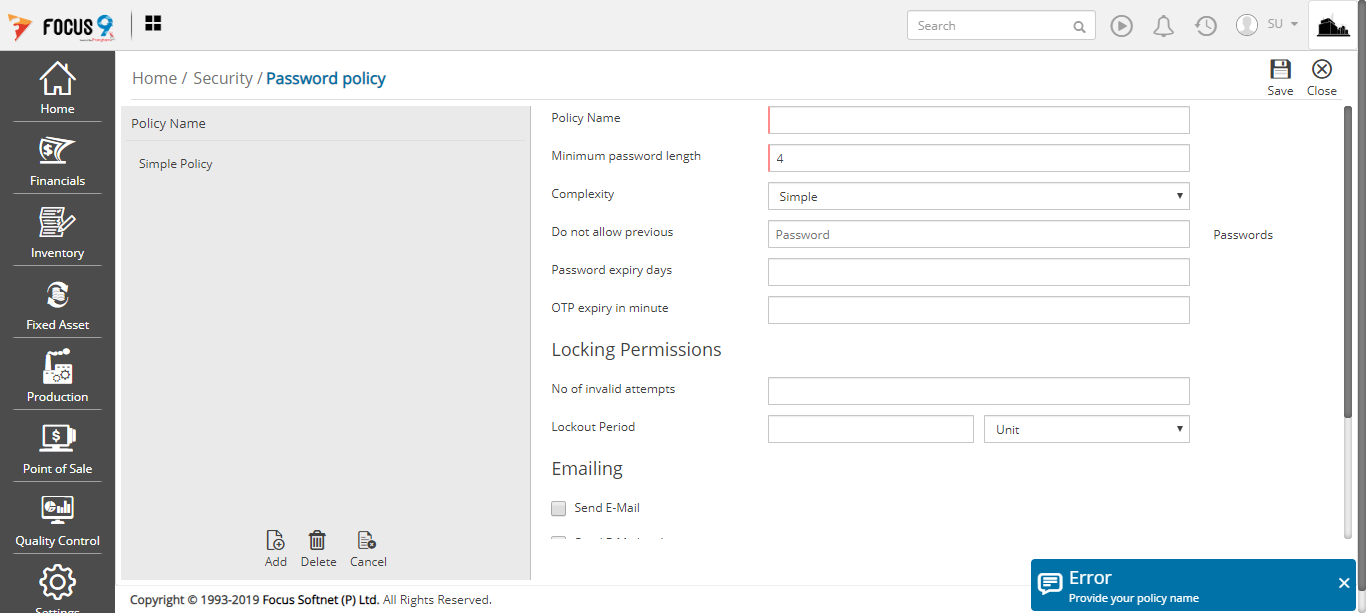 FOCUS 9
Search
SU
Home / Security / Password policy
Save
Close
Home
Financials
Inventory
Fixed Asset
Production
Point of Sale
Quality Control
Settings
Policy Name
Simple Policy
Add
Delete
Cancel
Policy Name
Minimum password length
4
Complexity
Simple
Do not allow previous
Password
Passwords
Password expiry days
OTP expiry in minute
Locking Permissions
No of invalid attempts
Lockout Period
Unit
Emailing
Send E-Mail
Copyright © 1993-2019 Focus Softnet (P) Ltd. All Rights Reserved.
Error
Provide your policy name